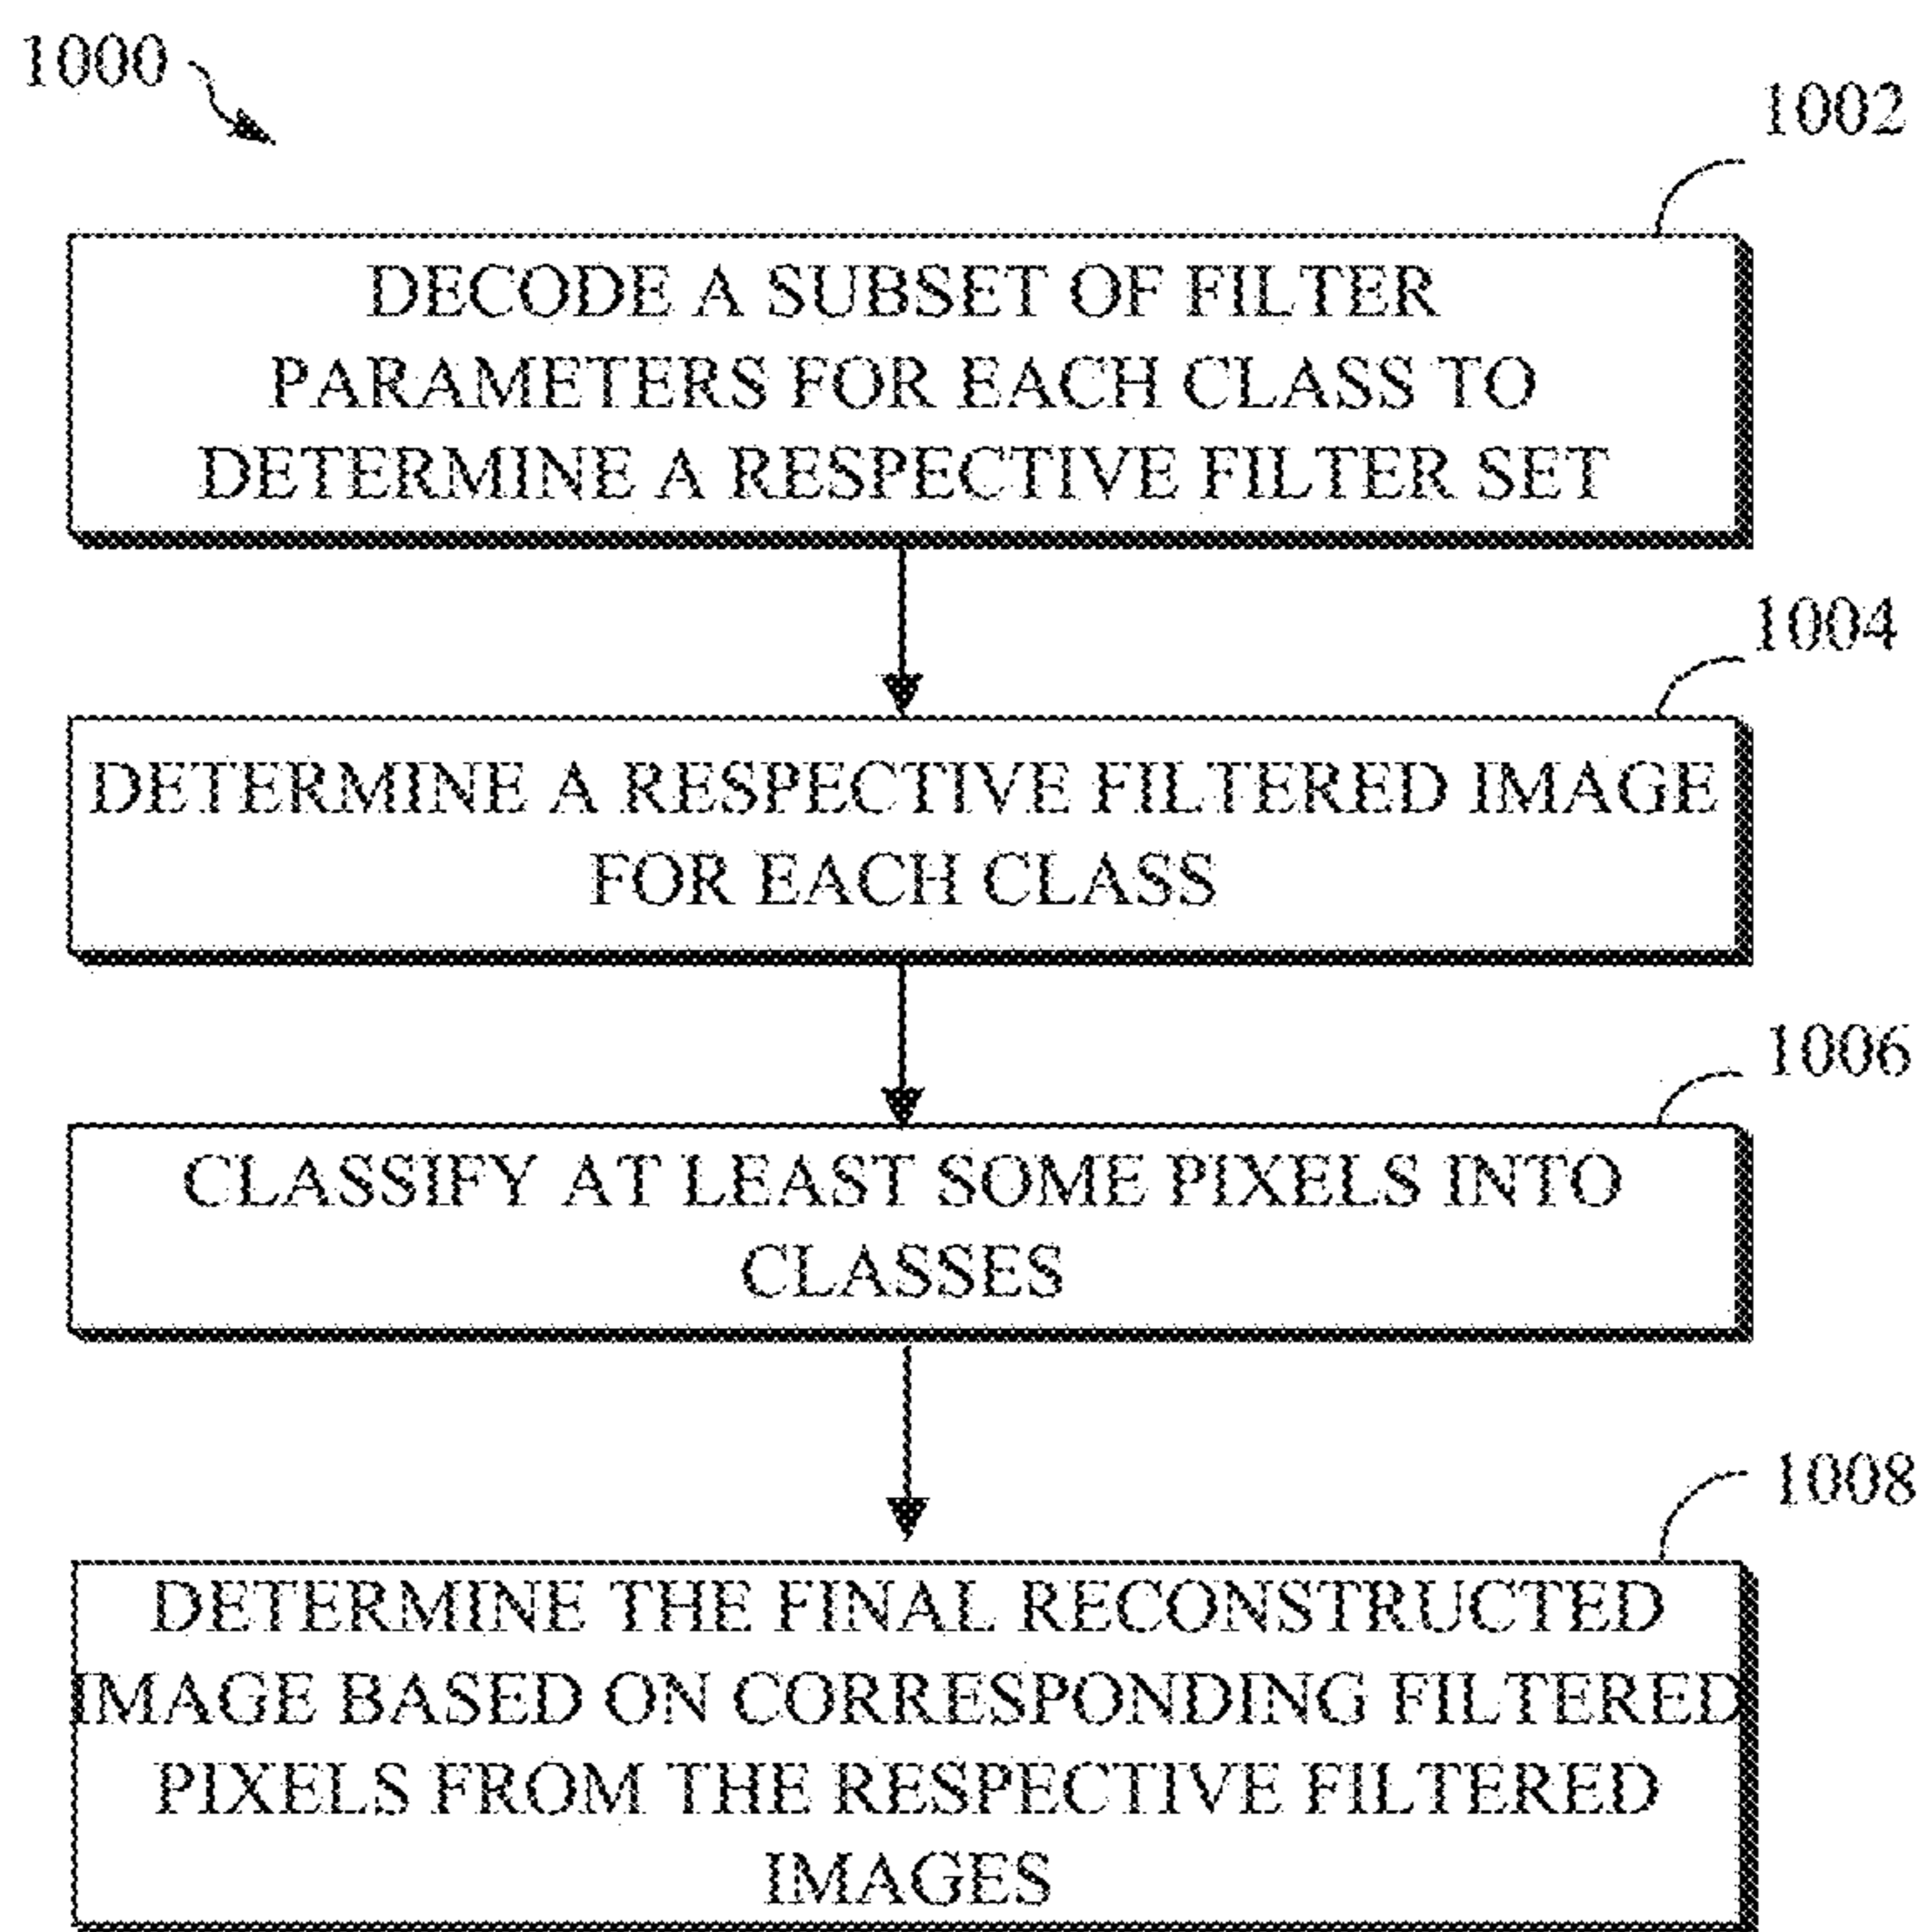 1000
1002
DECODE A SUBSET OF FILTER
PARAMETERS FOR EACH CLASS TO
DETERMINE A RESPECTIVE FILTER SET
1004
DETERMINE A RESPECTIVE FILTERED IMAGE
FOR EACH CLASS
1006
CLASSIFY AT LEAST SOME PIXELS INTO
CLASSES
1008
DETERMINE THE FINAL RECONSTRUCTED
IMAGE BASED ON CORRESPONDING FILTERED
PIXELS FROM THE RESPECTIVE FILTERED
IMAGES